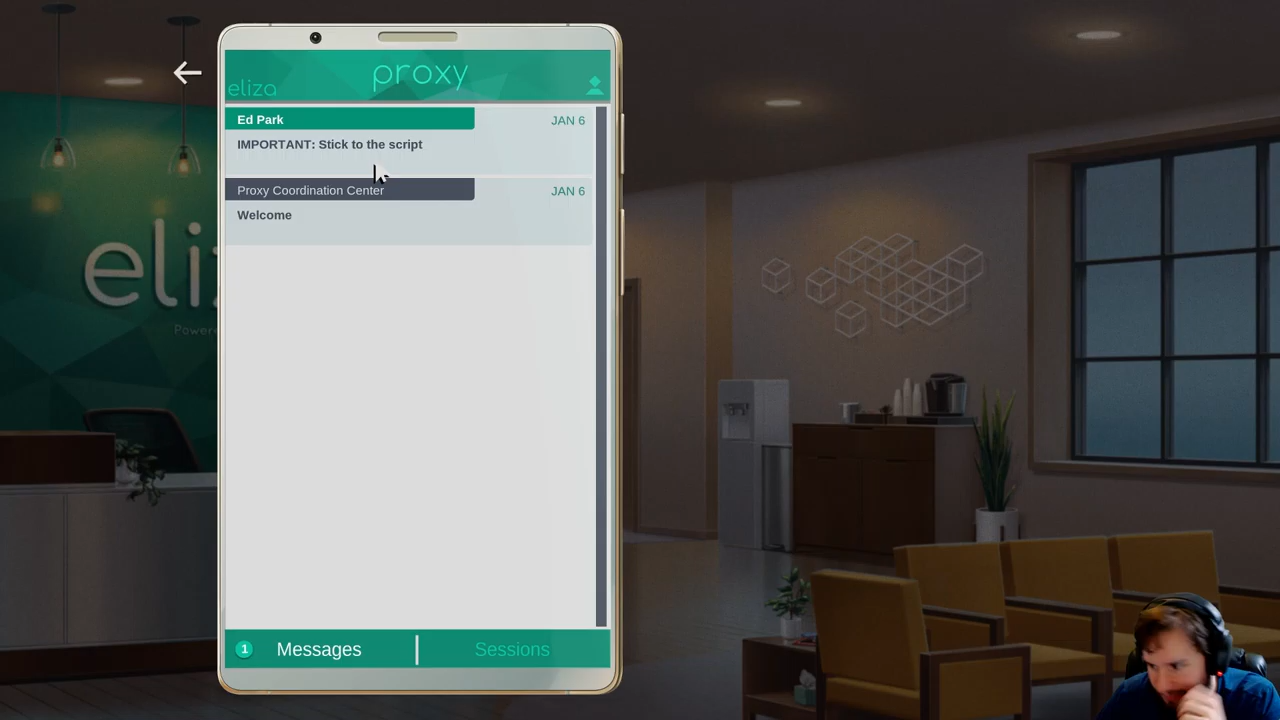 proxy
eliza
Ed Park
JAN 6
IMPORTANT: Stick to the script
Proxy Coordination Center
JAN 6
Welcome
1
Messages
Sessions
eliz
Powere